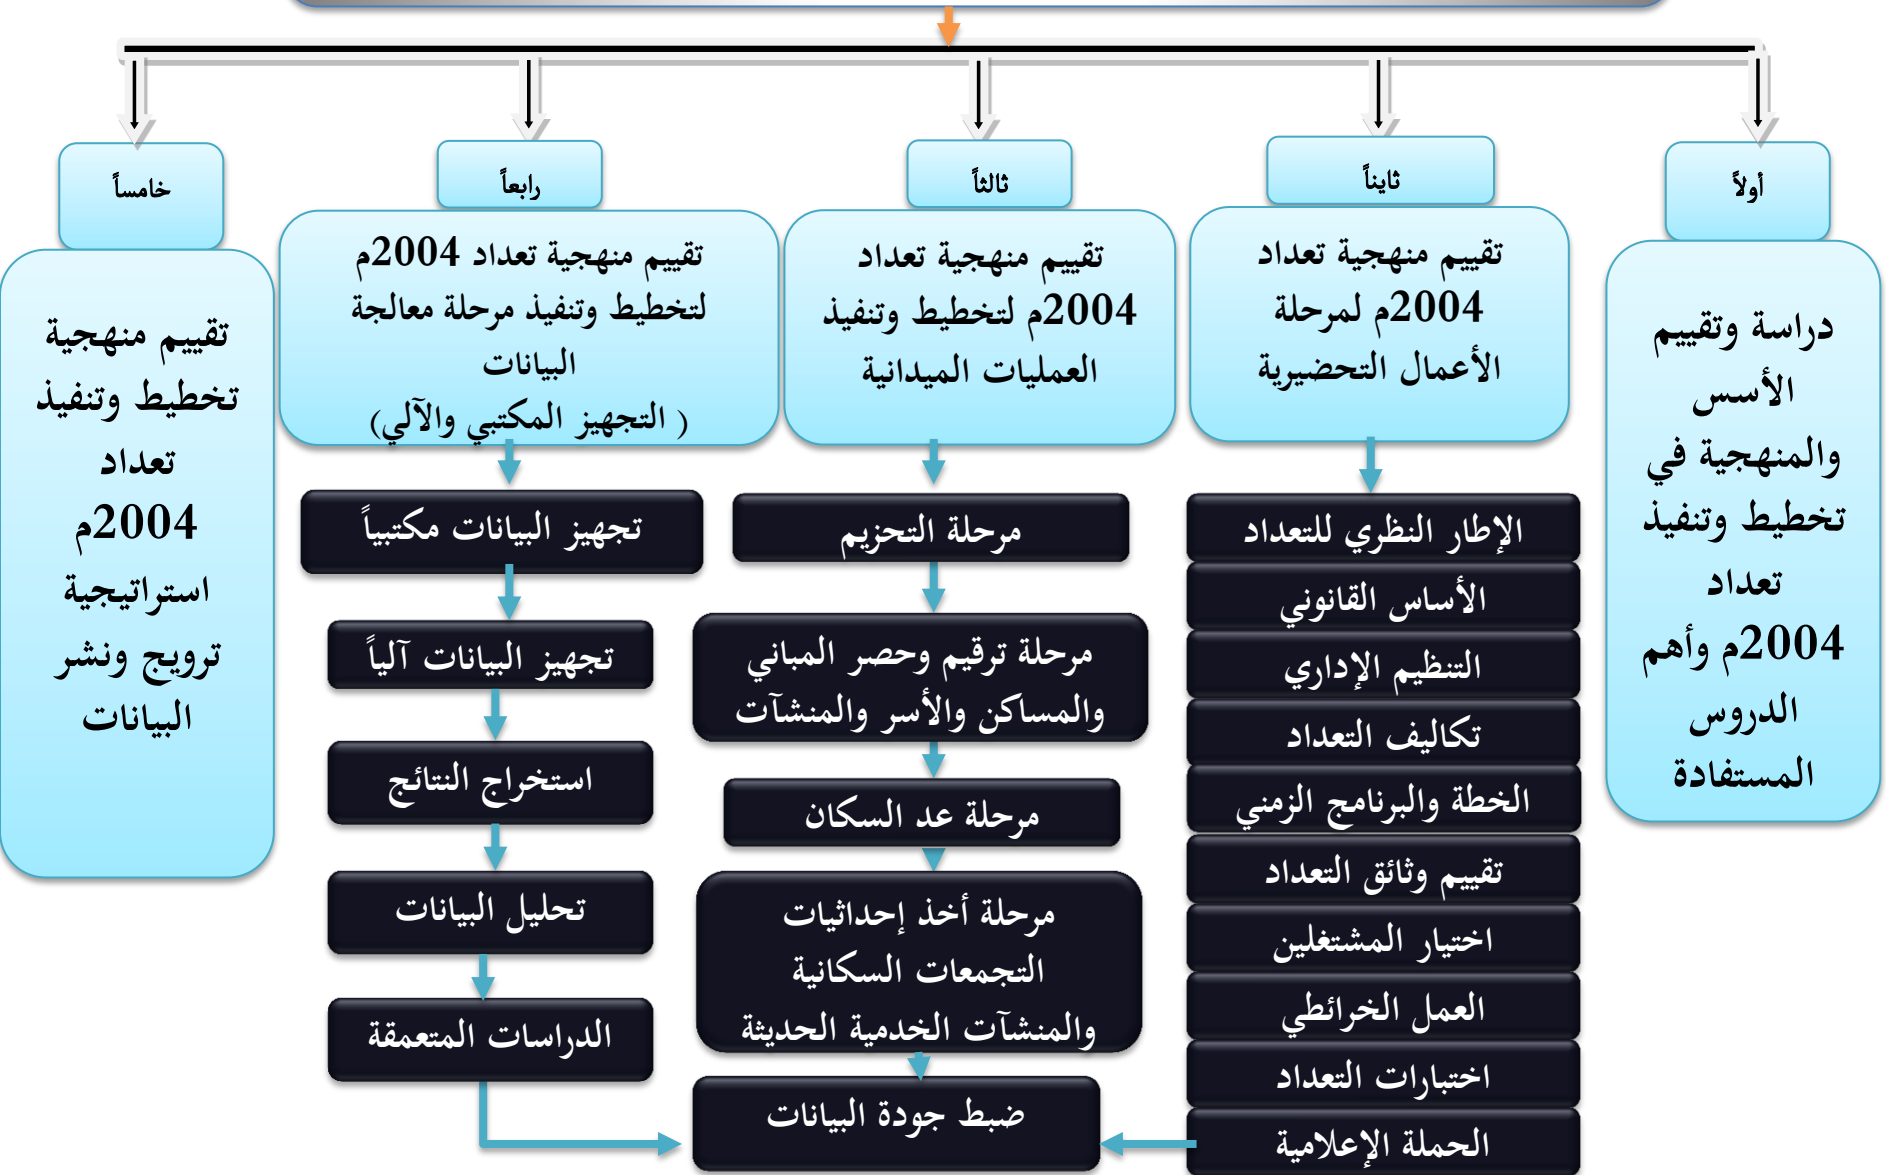 أولاً
دراسة وتقييم
الأسس
والمنهجية في
تخطيط وتنفيذ
تعداد
2004م وأهم
الدروس
المستفادة
ثايناً
تقييم منهجية تعداد
2004م لمرحلة
الأعمال التحضيرية
الإطار النظري للتعداد
الأساس القانوني
التنظيم الإداري
تكاليف التعداد
الخطة والبرنامج الزمني
تقييم وثائق التعداد
اختيار المشتغلين
العمل الخرائطي
اختبارات التعداد
الحملة الإعلامية
ثالثاً
تقييم منهجية تعداد
2004م لتخطيط وتنفيذ
العمليات الميدانية
مرحلة التحزيم
مرحلة ترقيم وحصر المباني
والمساكن والأسر والمنشآت
مرحلة عد السكان
مرحلة أخذ إحداثيات
التجمعات السكانية
والمنشآت الخدمية الحديثة
ضبط جودة البيانات
رابعاً
تقييم منهجية تعداد 2004م
لتخطيط وتنفيذ مرحلة معالجة
البيانات
( التجهيز المكتبي والآلي)
تجهيز البيانات مكتبياً
تجهيز البيانات آلياً
استخراج النتائج
تحليل البيانات
الدراسات المتعمقة
خامساً
تقييم منهجية
تخطيط وتنفيذ
تعداد
2004م
استراتيجية
ترويج ونشر
البيانات